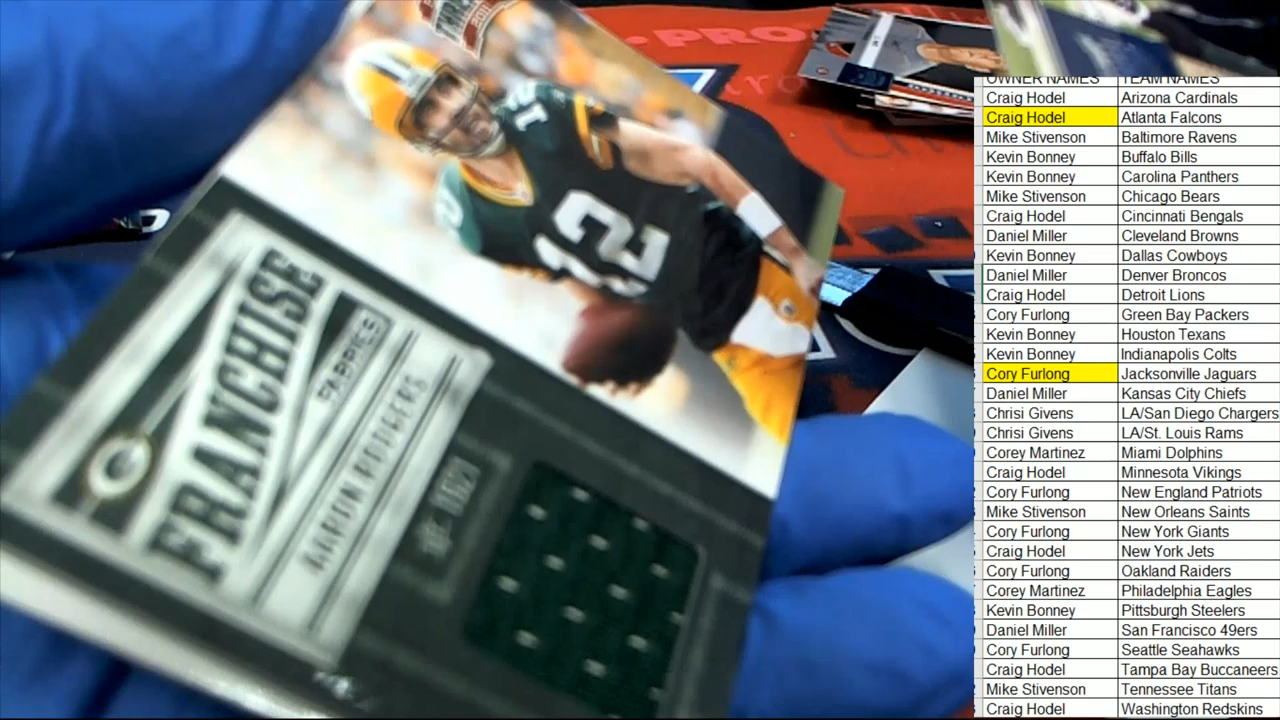 2011
12
12
FRANCHISE
FABRICS
AARON RODGERS
OWNER NAMES TEAM NAMES
Craig Hodel Arizona Cardinals
Craig Hodel Atlanta Falcons
Mike Stivenson Baltimore Ravens
Kevin Bonney Buffalo Bills
Kevin Bonney Carolina Panthers
Mike Stivenson Chicago Bears
Craig Hodel Cincinnati Bengals
Daniel Miller Cleveland Browns
Kevin Bonney Dallas Cowboys
Daniel Miller Denver Broncos
Craig Hodel Detroit Lions
Cory Furlong Green Bay Packers
Kevin Bonney Houston Texans
Kevin Bonney Indianapolis Colts
Cory Furlong Jacksonville Jaguars
Daniel Miller Kansas City Chiefs
Chrisi Givens LA/San Diego Chargers
Chrisi Givens LA/St. Louis Rams
Corey Martinez Miami Dolphins
Craig Hodel Minnesota Vikings
Cory Furlong New England Patriots
Mike Stivenson New Orleans Saints
Cory Furlong New York Giants
Craig Hodel New York Jets
Cory Furlong Oakland Raiders
Corey Martinez Philadelphia Eagles
Kevin Bonney Pittsburgh Steelers
Daniel Miller San Francisco 49ers
Cory Furlong Seattle Seahawks
Craig Hodel Tampa Bay Buccaneers
Mike Stivenson Tennessee Titans
Craig Hodel Washington Redskins